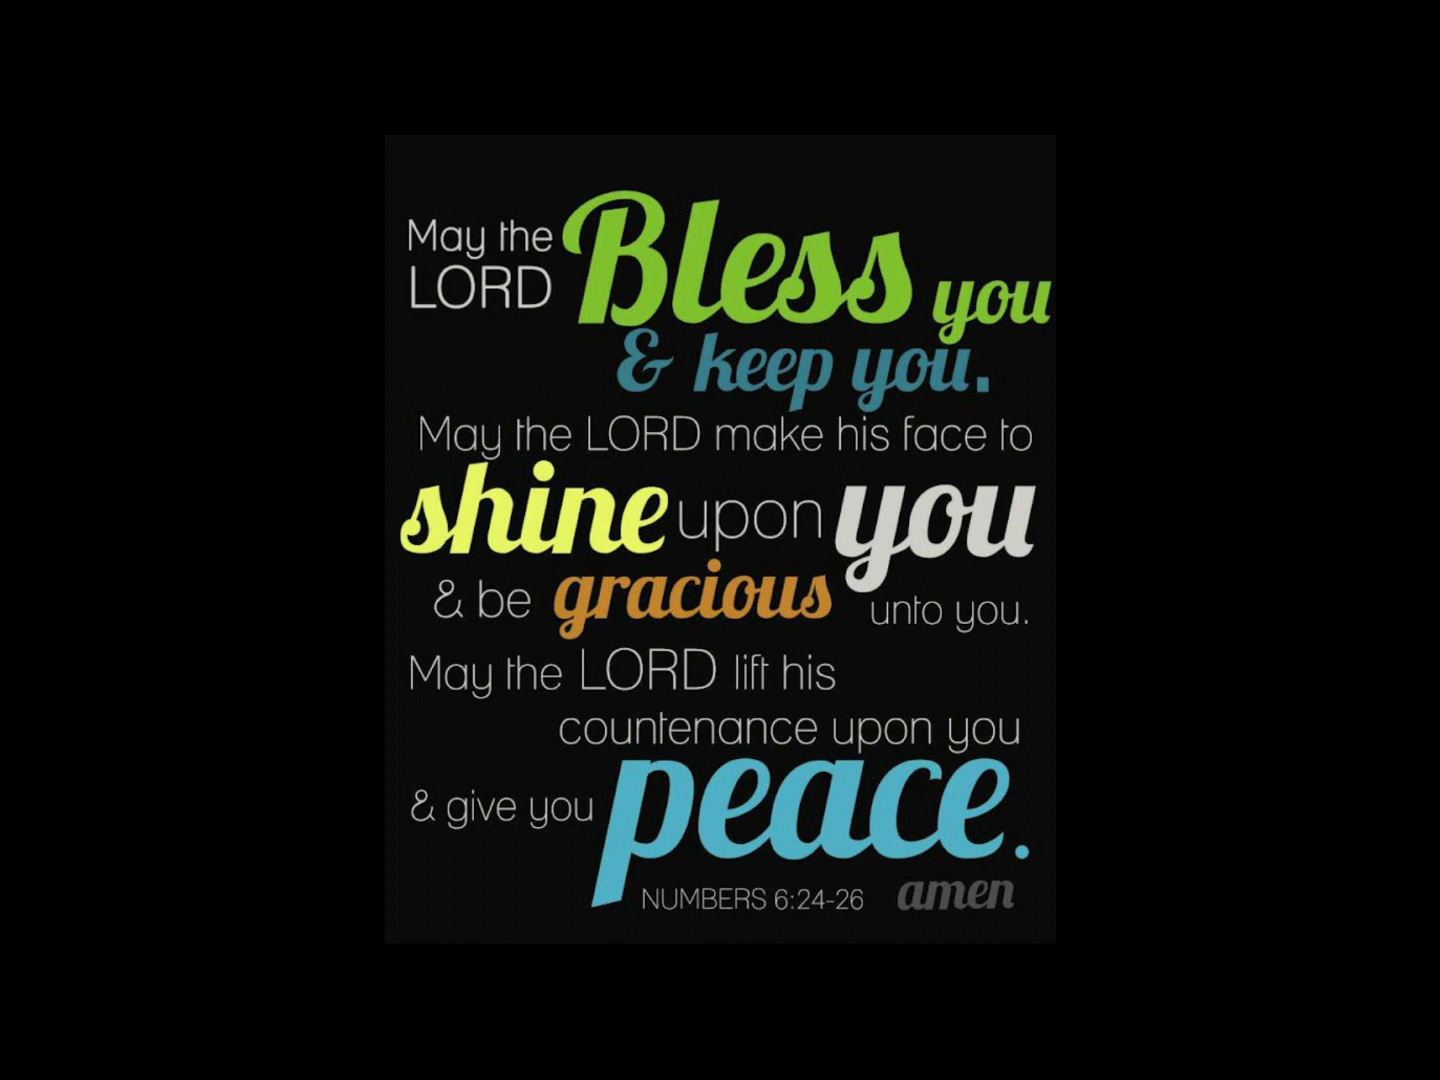 May the LORD Bless you
& keep you.
May the LORD make his face to
shine upon you
& be gracious unto you.
May the LORD lift his
countenance upon you
& give you peace.
NUMBERS 6:24-26 amen